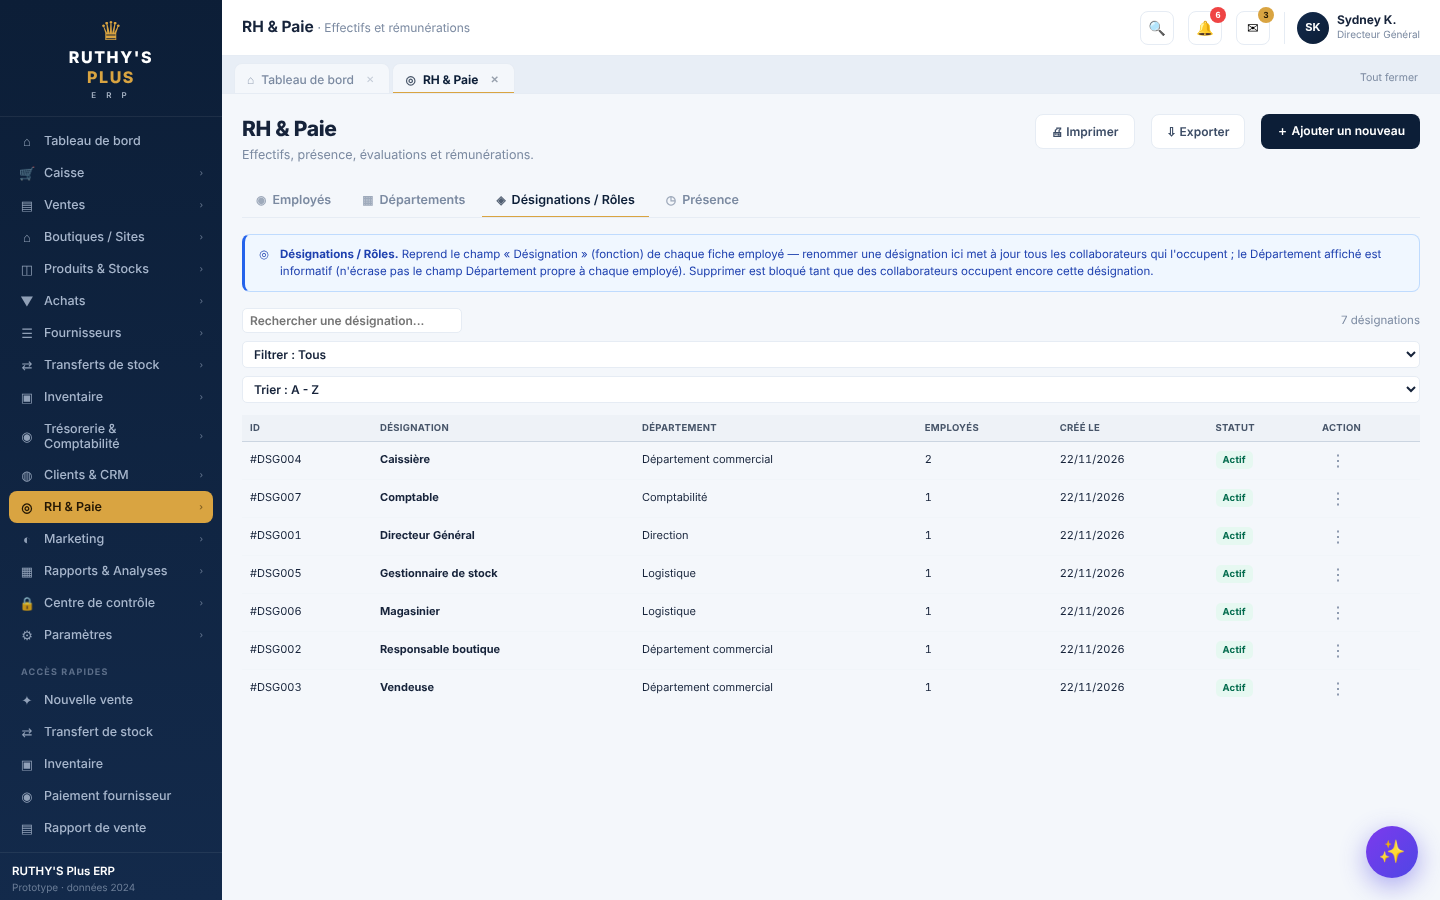 RUTHY'S
PLUS
ERP
Tableau de bord
Caisse
Ventes
Boutiques / Sites
Produits & Stocks
Achats
Fournisseurs
Transferts de stock
Inventaire
Trésorerie &
Comptabilité
Clients & CRM
RH & Paie
Marketing
Rapports & Analyses
Centre de contrôle
Paramètres
ACCÈS RAPIDES
Nouvelle vente
Transfert de stock
Inventaire
Paiement fournisseur
Rapport de vente
RUTHY'S Plus ERP
Prototype · données 2024
RH & Paie · Effectifs et rémunérations
6
3
SK
Sydney K.
Directeur Général
Tableau de bord ×
RH & Paie ×
Tout fermer
RH & Paie
Effectifs, présence, évaluations et rémunérations.
Imprimer
Exporter
+ Ajouter un nouveau
Employés
Départements
Désignations / Rôles
Présence
Désignations / Rôles. Reprend le champ « Désignation » (fonction) de chaque fiche employé — renommer une désignation ici met à jour tous les collaborateurs qui l'occupent ; le Département affiché est
informatif (n'écrase pas le champ Département propre à chaque employé). Supprimer est bloqué tant que des collaborateurs occupent encore cette désignation.
Rechercher une désignation...
7 désignations
Filtrer : Tous
Trier : A - Z
ID DÉSIGNATION DÉPARTEMENT EMPLOYÉS CRÉÉ LE STATUT ACTION
#DSG004 Caissière Département commercial 2 22/11/2026 Actif
#DSG007 Comptable Comptabilité 1 22/11/2026 Actif
#DSG001 Directeur Général Direction 1 22/11/2026 Actif
#DSG005 Gestionnaire de stock Logistique 1 22/11/2026 Actif
#DSG006 Magasinier Logistique 1 22/11/2026 Actif
#DSG002 Responsable boutique Département commercial 1 22/11/2026 Actif
#DSG003 Vendeuse Département commercial 1 22/11/2026 Actif